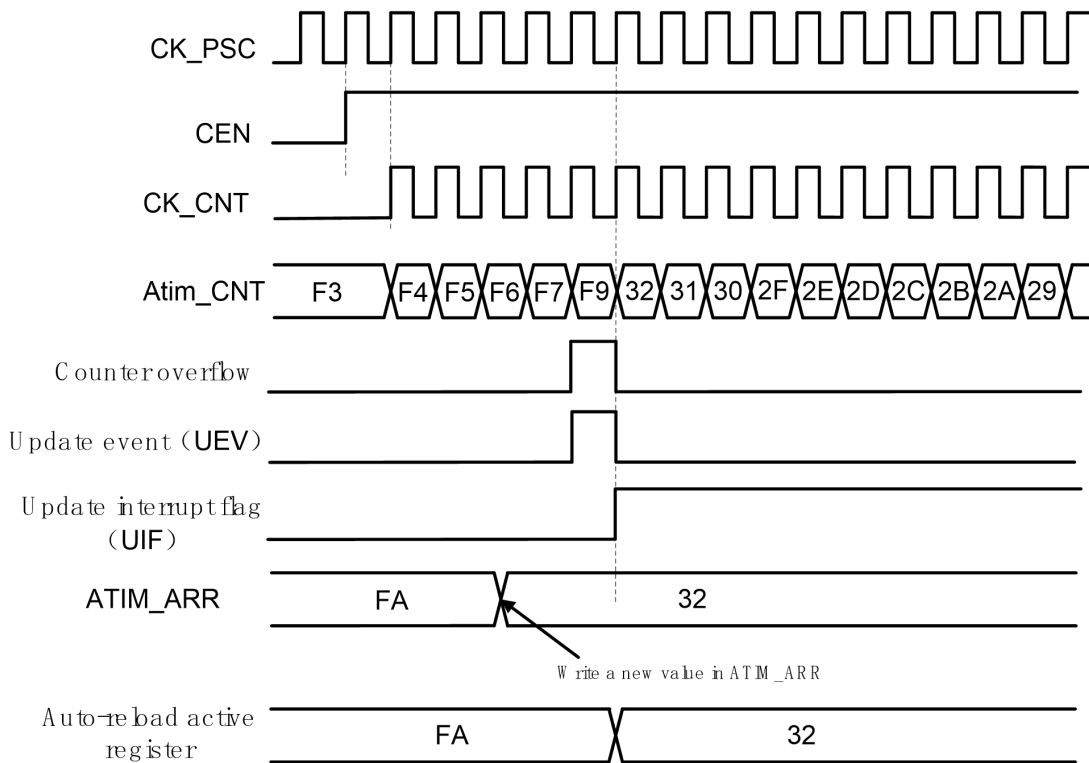 CK_PSC
CEN
CK_CNT
Atim_CNT F3 F4 F5 F6 F7 F9 32 31 30 2F 2E 2D 2C 2B 2A 29
Counter overflow
Update event (UEV)
Update interrupt flag
(UIF)
ATIM_ARR FA 32
Write a new value in ATIM_ARR
Auto-reload active
register
FA 32